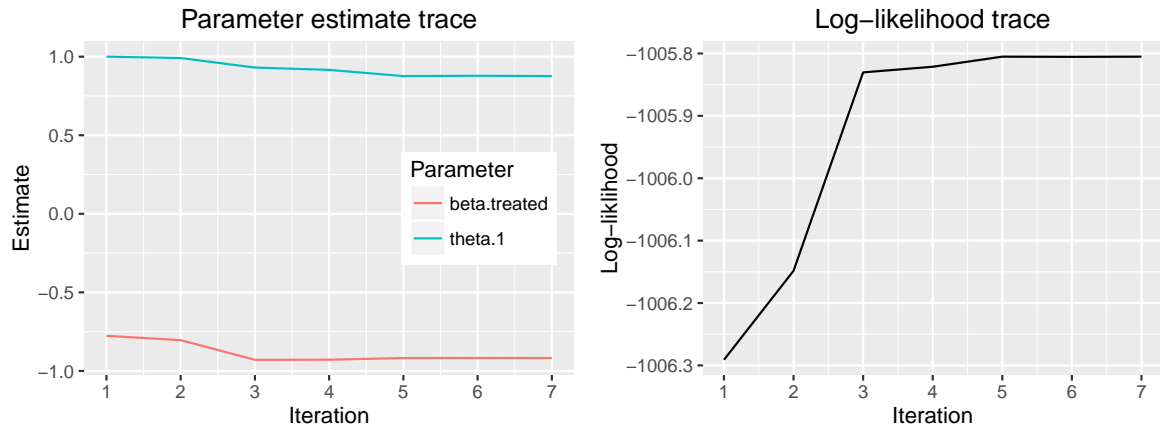 Parameter estimate trace
1.0
0.5
0.0
−0.5
−1.0
Estimate
Parameter
beta.treated
theta.1
1 2 3 4 5 6 7
Iteration
Log−likelihood trace
−1005.8
−1005.9
−1006.0
−1006.1
−1006.2
−1006.3
Log−liklihood
1 2 3 4 5 6 7
Iteration